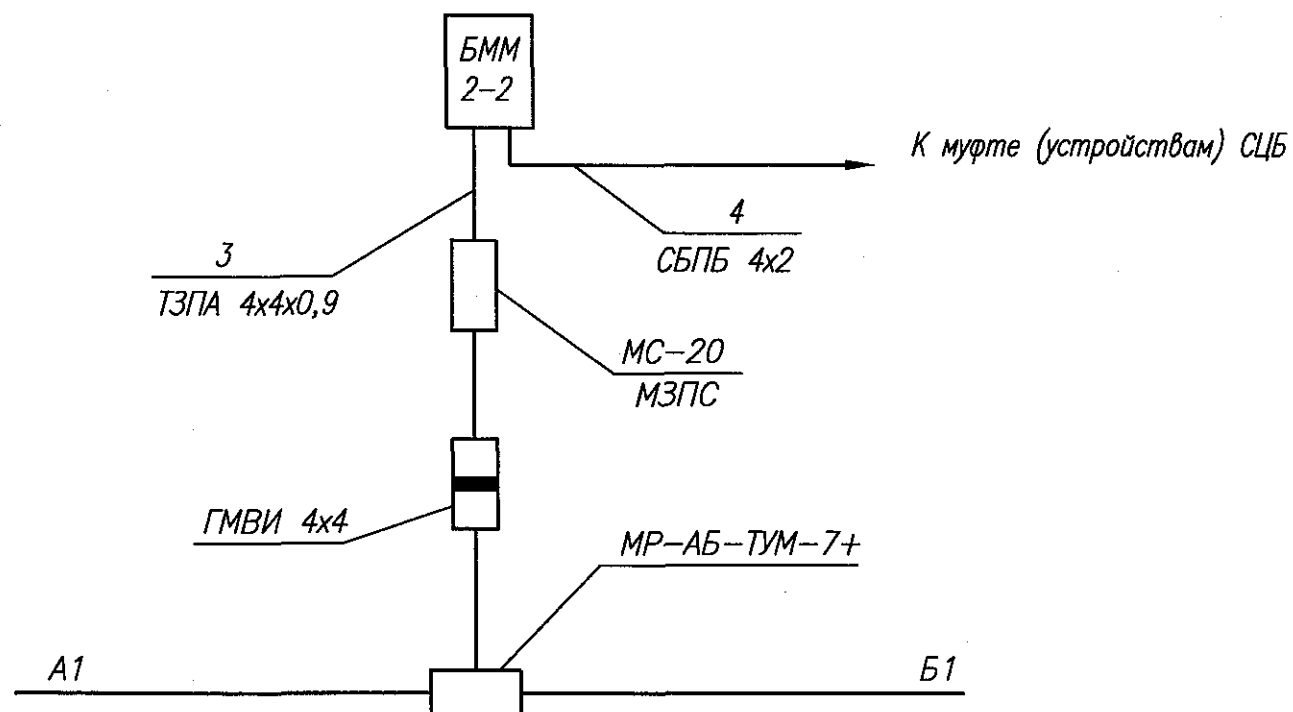 БММ
2-2
К муфте (устройствам) СЦБ
4
СБПБ 4х2
3
ТЗПА 4х4х0,9
МС-20
МЗПС
ГМВИ 4х4
МР-АБ-ТУМ-7+
А1
Б1